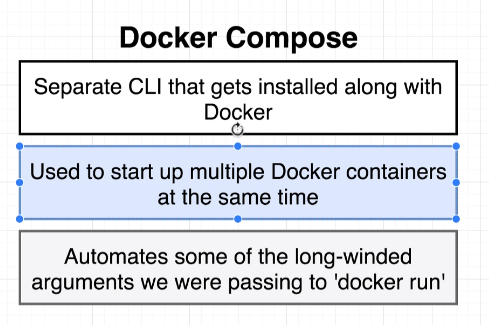 Docker Compose
Separate CLI that gets installed along with
Docker
Used to start up multiple Docker containers
at the same time
Automates some of the long-winded
arguments we were passing to 'docker run'